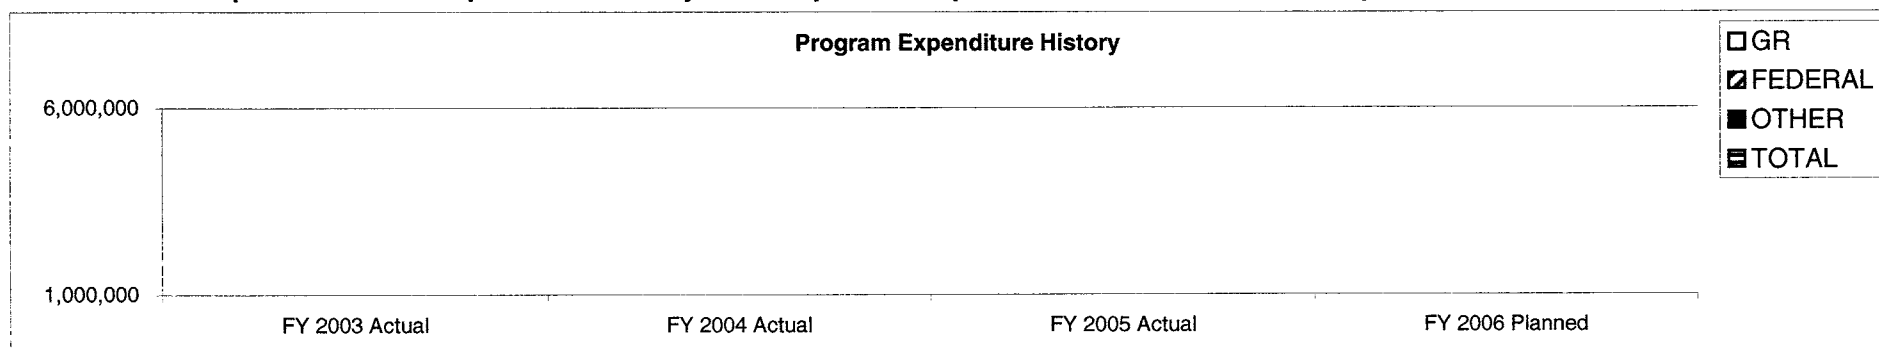 Program Expenditure History
GR
FEDERAL
OTHER
TOTAL
6,000,000
1,000,000
FY 2003 Actual
FY 2004 Actual
FY 2005 Actual
FY 2006 Planned